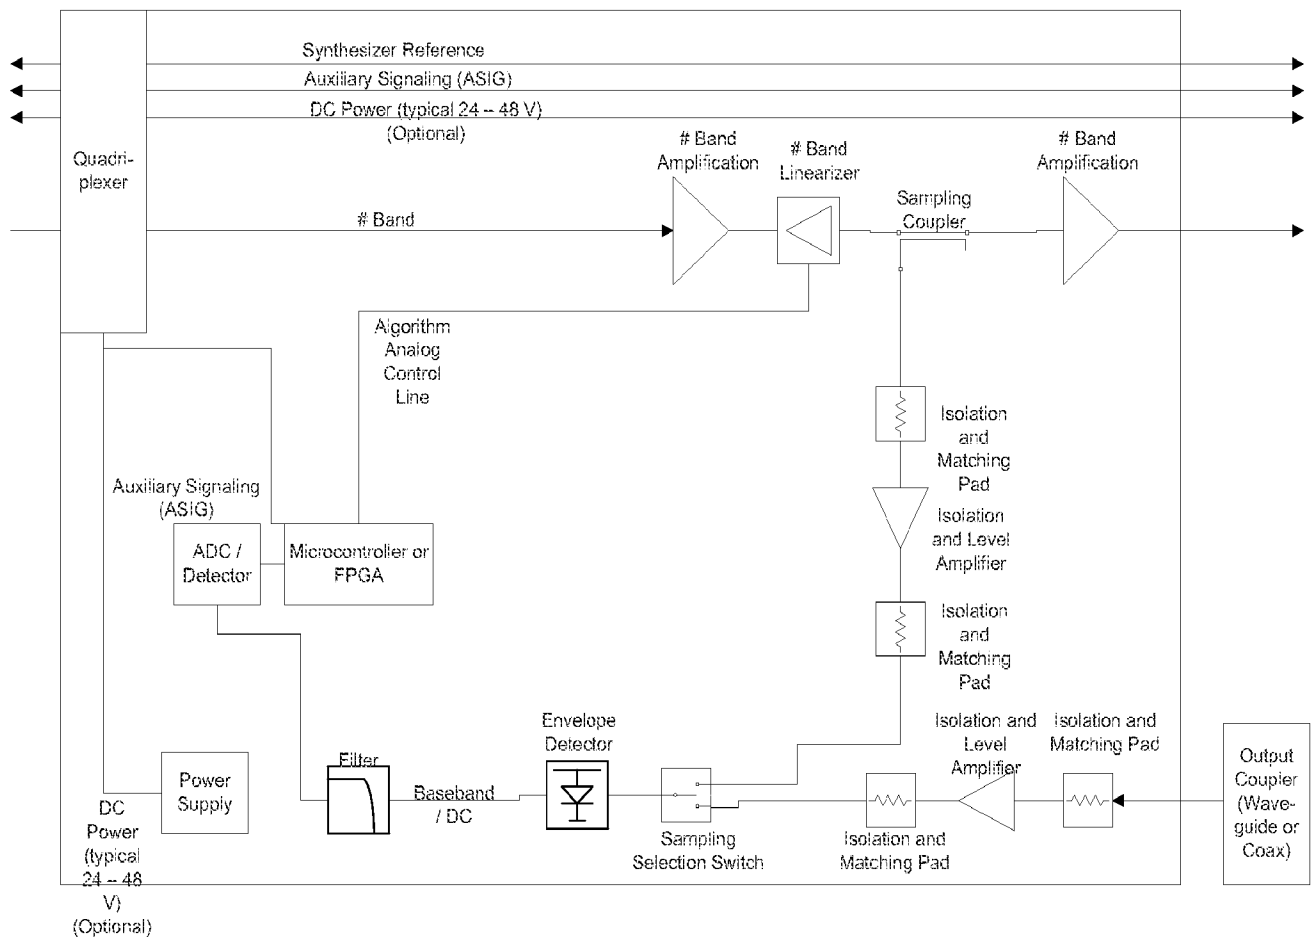 Synthesizer Reference
Auxiliary Signaling (ASIG)
DC Power (typical 24 – 48 V)
(Optional)
Quadri-
plexer
# Band
# Band
Amplification
# Band
Linearizer
Sampling
Coupler
# Band
Amplification
Algorithm
Analog
Control
Line
Isolation
and
Matching
Pad
Isolation
and Level
Amplifier
Isolation
and
Matching
Pad
Auxiliary Signaling
(ASIG)
ADC /
Detector
Microcontroller or
FPGA
Power
Supply
DC
Power
(typical
24 – 48
V)
(Optional)
Filter
Baseband
/ DC
Envelope
Detector
Sampling
Selection Switch
Isolation and
Matching Pad
Isolation and
Level
Amplifier
Isolation and
Matching Pad
Output
Coupler
(Wave-
guide or
Coax)